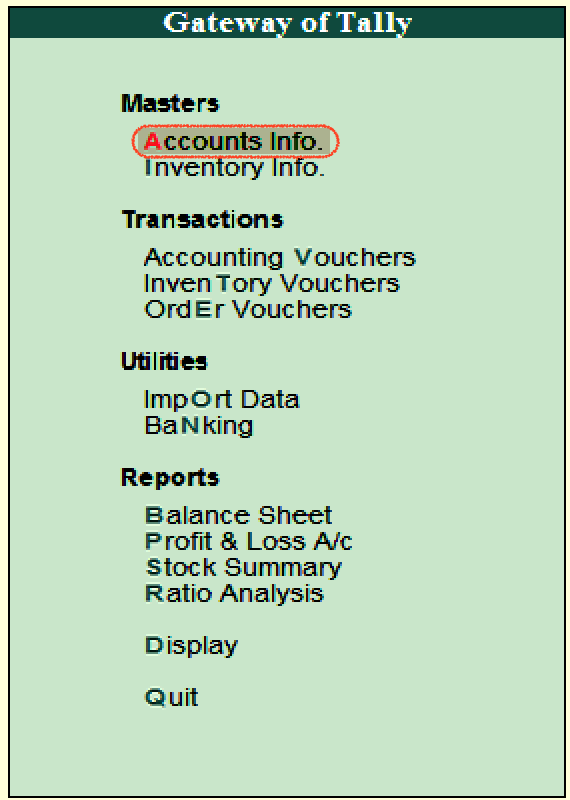 Gateway of Tally
Masters
Accounts Info.
Inventory Info.
Transactions
Accounting Vouchers
InvenTory Vouchers
OrdEr Vouchers
Utilities
ImpOrt Data
BaNking
Reports
Balance Sheet
Profit & Loss A/c
Stock Summary
Ratio Analysis
Display
Quit